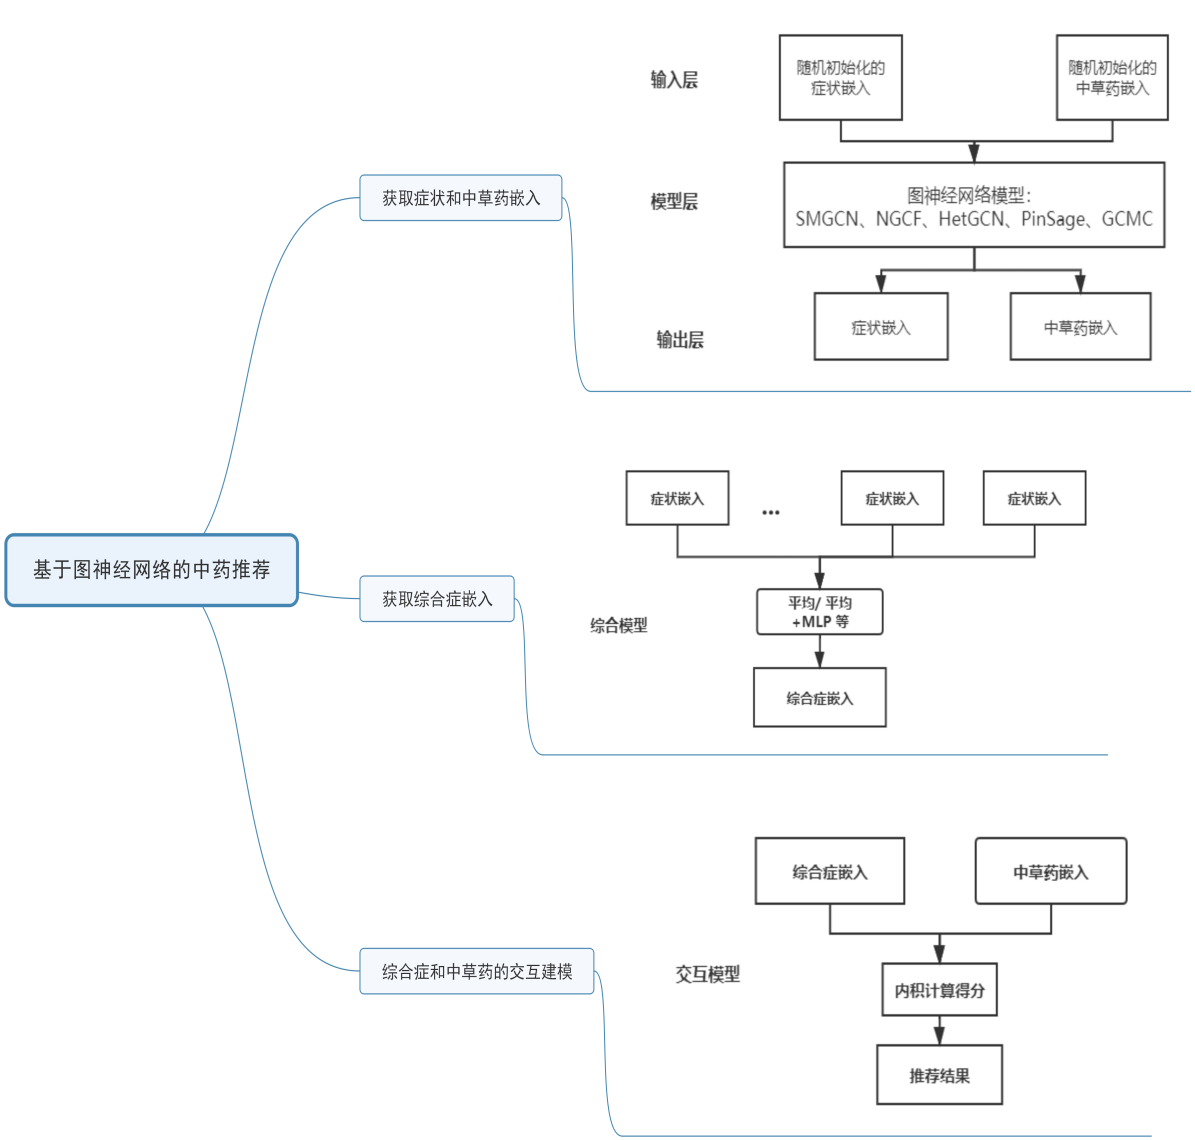 基于图神经网络的中药推荐
获取症状和中草药嵌入
输入层
随机初始化的
症状嵌入
随机初始化的
中草药嵌入
模型层
图神经网络模型：
SMGCN、NGCF、HetGCN、PinSage、GCMC
输出层
症状嵌入
中草药嵌入
获取综合症嵌入
症状嵌入
...
症状嵌入
症状嵌入
综合模型
平均/ 平均
+MLP 等
综合症嵌入
综合症和中草药的交互建模
综合症嵌入
中草药嵌入
交互模型
内积计算得分
推荐结果